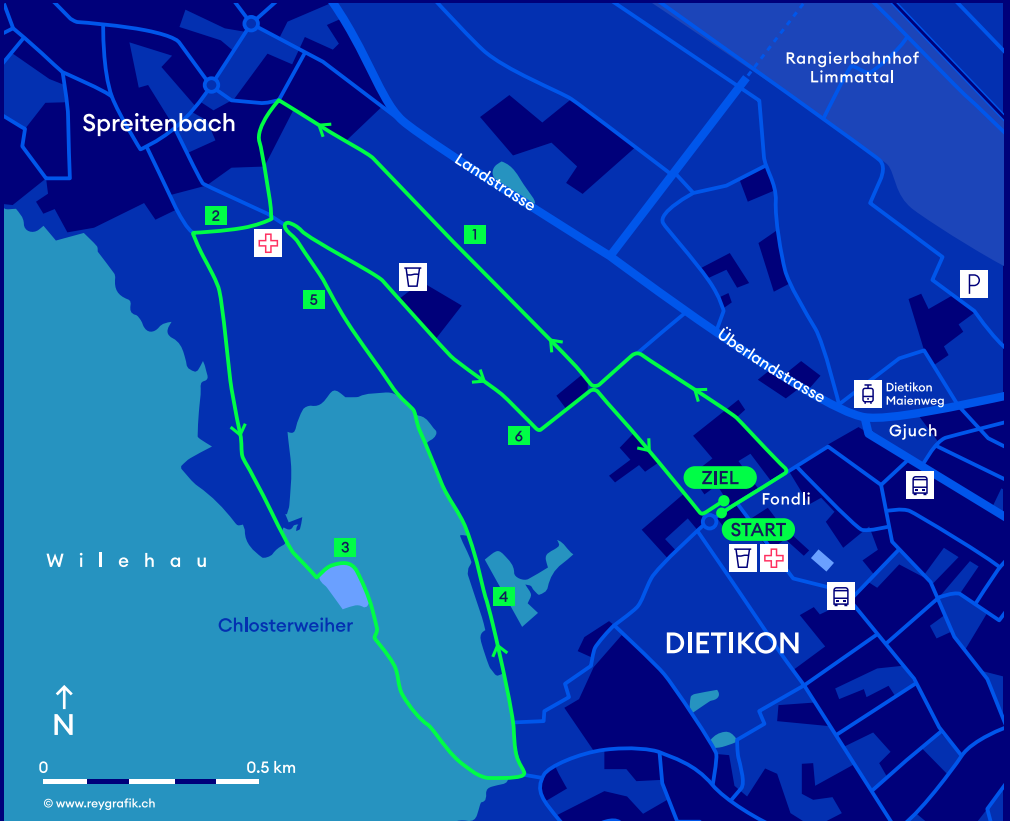 Rangierbahnhof
Limmattal
Spreitenbach
Landstrasse
2
1
P
5
Überlandstrasse
Dietikon
Maienweg
Gjuch
6
ZIEL
Fondli
START
3
Wilehau
4
Chlosterweiher
DIETIKON
N
0
0.5 km
© www.reygrafik.ch